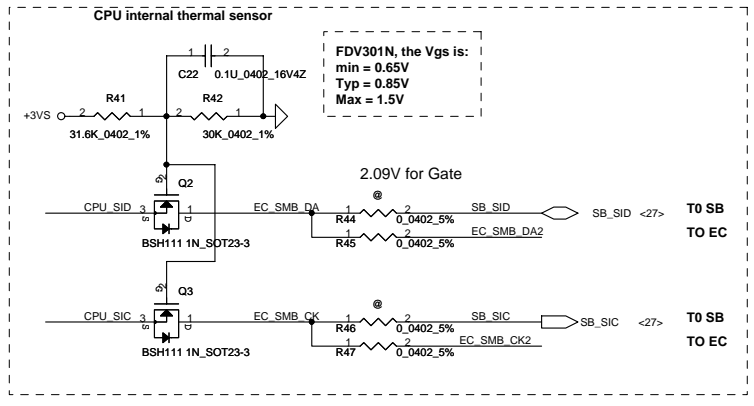 CPU internal thermal sensor
1 2
C22 0.1U_0402_16V4Z
FDV301N, the Vgs is:
min = 0.65V
Typ = 0.85V
Max = 1.5V
R41 R42
+3VS 2 1 2 1
31.6K_0402_1% 30K_0402_1%
2
G
Q2
2.09V for Gate
@
CPU_SID 3 S 1 D EC_SMB_DA 1 2 SB_SID SB_SID <27> T0 SB
R44 0_0402_5%
BSH111 1N_SOT23-3
1 2 EC_SMB_DA2 TO EC
R45 0_0402_5%
2
G
Q3
@
CPU_SIC 3 S 1 D EC_SMB_CK 1 2 SB_SIC SB_SIC <27> T0 SB
R46 0_0402_5%
BSH111 1N_SOT23-3
1 2 EC_SMB_CK2 TO EC
R47 0_0402_5%